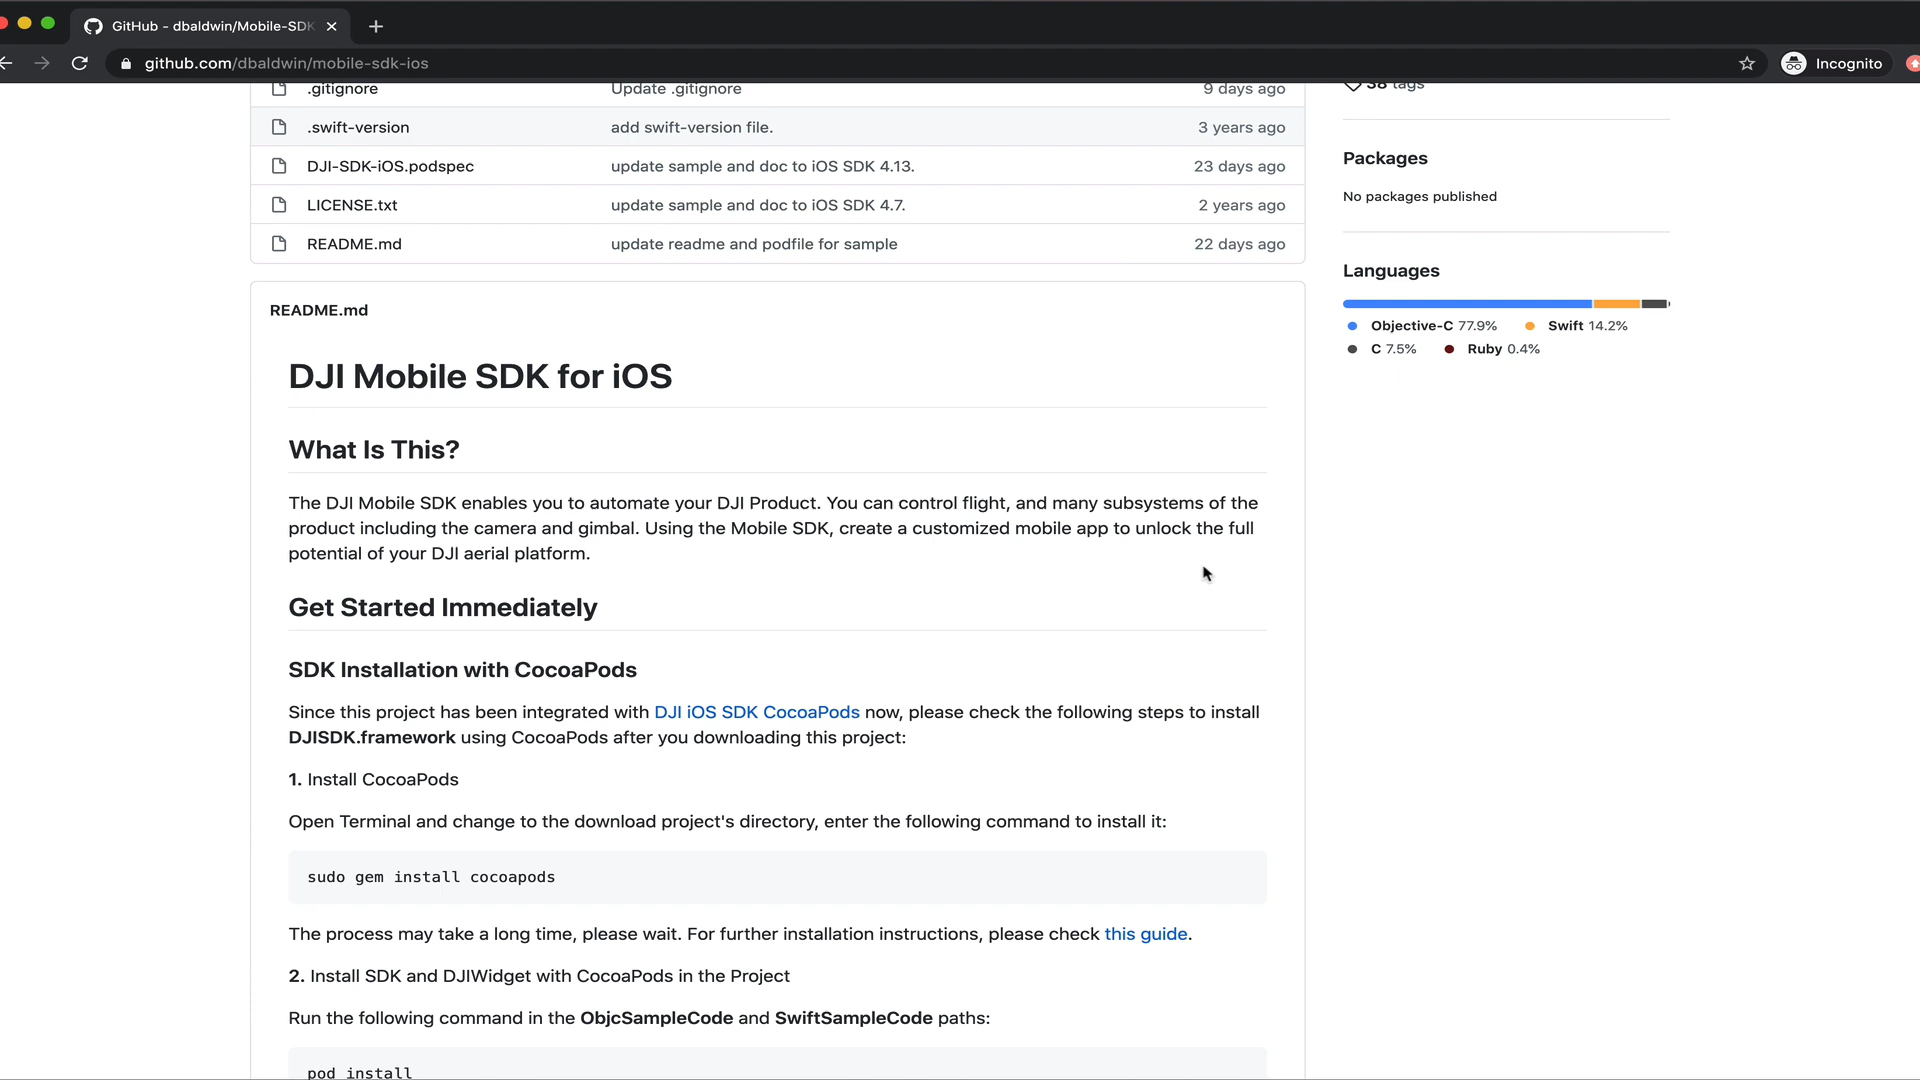 GitHub - dbaldwin/Mobile-SDK
github.com/dbaldwin/mobile-sdk-ios
Incognito
.gitignore Update .gitignore 9 days ago
38 tags
.swift-version add swift-version file. 3 years ago
DJI-SDK-iOS.podspec update sample and doc to iOS SDK 4.13. 23 days ago
Packages
LICENSE.txt update sample and doc to iOS SDK 4.7. 2 years ago
No packages published
README.md update readme and podfile for sample 22 days ago
Languages
Objective-C 77.9% Swift 14.2%
C 7.5% Ruby 0.4%
README.md
DJI Mobile SDK for iOS
What Is This?
The DJI Mobile SDK enables you to automate your DJI Product. You can control flight, and many subsystems of the
product including the camera and gimbal. Using the Mobile SDK, create a customized mobile app to unlock the full
potential of your DJI aerial platform.
Get Started Immediately
SDK Installation with CocoaPods
Since this project has been integrated with DJI iOS SDK CocoaPods now, please check the following steps to install
DJISDK.framework using CocoaPods after you downloading this project:
1. Install CocoaPods
Open Terminal and change to the download project's directory, enter the following command to install it:
sudo gem install cocoapods
The process may take a long time, please wait. For further installation instructions, please check this guide.
2. Install SDK and DJIWidget with CocoaPods in the Project
Run the following command in the ObjcSampleCode and SwiftSampleCode paths:
pod install